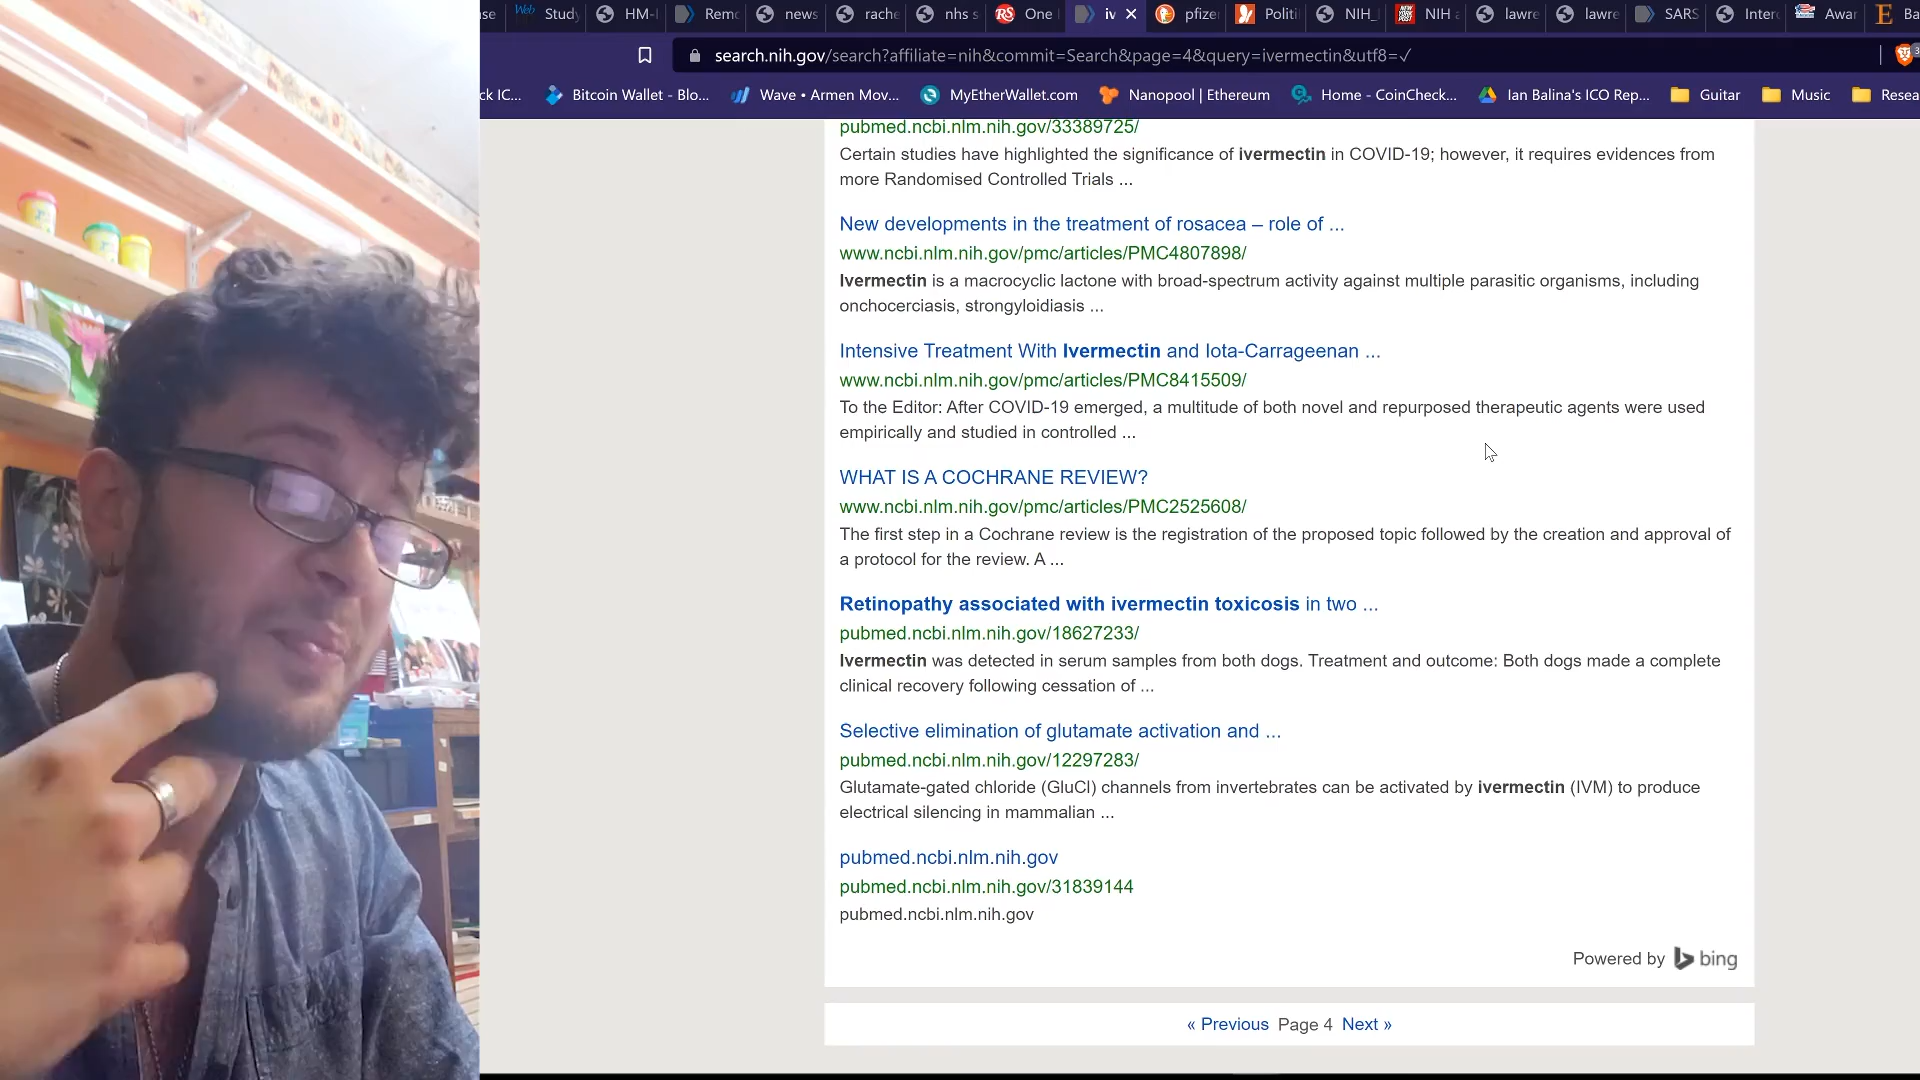 use
Web
Study
HM-I
Remo
news
rache
nhs s
RS
One I
iv
pfizer
Politi
NIH_
NEW YORK POST
NIH a
lawre
lawre
SARS
Inter
Awar
E
Ba
search.nih.gov/search?affiliate=nih&commit=Search&page=4&query=ivermectin&utf8=✓
3
ck IC...
Bitcoin Wallet - Blo...
Wave • Armen Mov...
MyEtherWallet.com
Nanopool | Ethereum
Home - CoinCheck...
Ian Balina's ICO Rep...
Guitar
Music
Resea
pubmed.ncbi.nlm.nih.gov/33389725/
Certain studies have highlighted the significance of ivermectin in COVID-19; however, it requires evidences from
more Randomised Controlled Trials ...
New developments in the treatment of rosacea – role of ...
www.ncbi.nlm.nih.gov/pmc/articles/PMC4807898/
Ivermectin is a macrocyclic lactone with broad-spectrum activity against multiple parasitic organisms, including
onchocerciasis, strongyloidiasis ...
Intensive Treatment With Ivermectin and Iota-Carrageenan ...
www.ncbi.nlm.nih.gov/pmc/articles/PMC8415509/
To the Editor: After COVID-19 emerged, a multitude of both novel and repurposed therapeutic agents were used
empirically and studied in controlled ...
WHAT IS A COCHRANE REVIEW?
www.ncbi.nlm.nih.gov/pmc/articles/PMC2525608/
The first step in a Cochrane review is the registration of the proposed topic followed by the creation and approval of
a protocol for the review. A ...
Retinopathy associated with ivermectin toxicosis in two ...
pubmed.ncbi.nlm.nih.gov/18627233/
Ivermectin was detected in serum samples from both dogs. Treatment and outcome: Both dogs made a complete
clinical recovery following cessation of ...
Selective elimination of glutamate activation and ...
pubmed.ncbi.nlm.nih.gov/12297283/
Glutamate-gated chloride (GluCl) channels from invertebrates can be activated by ivermectin (IVM) to produce
electrical silencing in mammalian ...
pubmed.ncbi.nlm.nih.gov
pubmed.ncbi.nlm.nih.gov/31839144
pubmed.ncbi.nlm.nih.gov
Powered by bing
« Previous Page 4 Next »